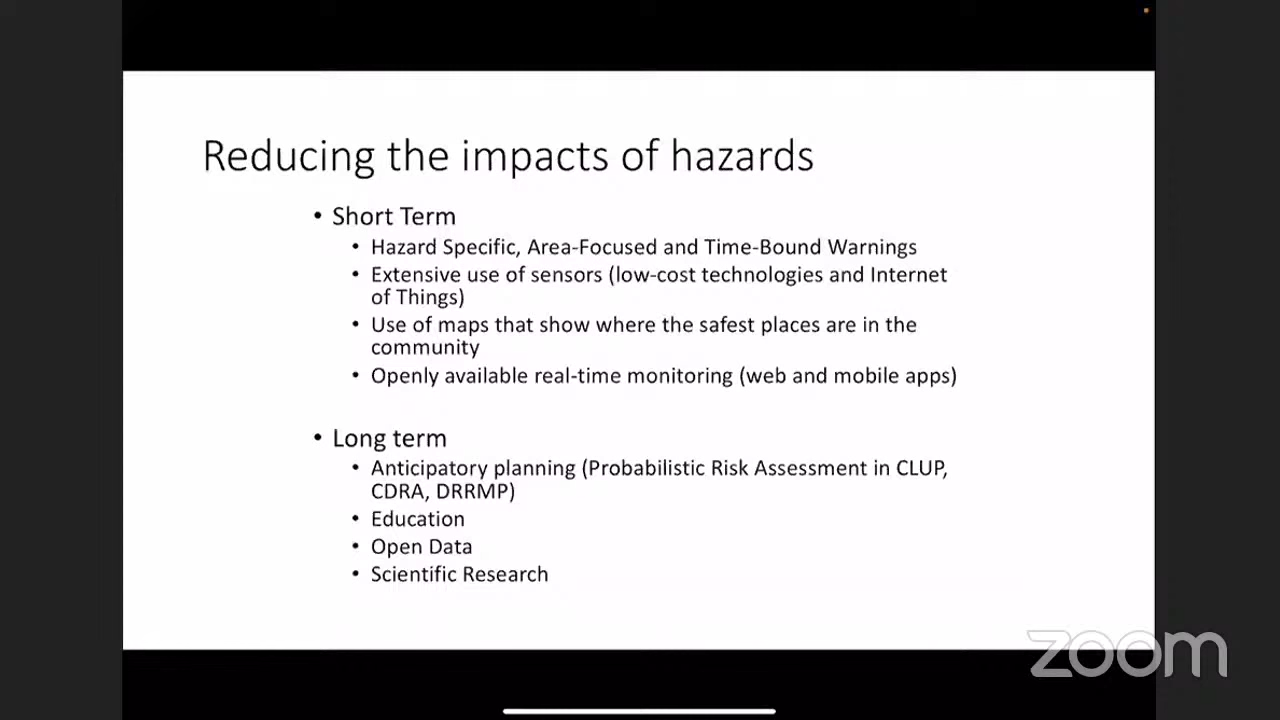 Reducing the impacts of hazards
• Short Term
• Hazard Specific, Area-Focused and Time-Bound Warnings
• Extensive use of sensors (low-cost technologies and Internet
of Things)
• Use of maps that show where the safest places are in the
community
• Openly available real-time monitoring (web and mobile apps)
• Long term
• Anticipatory planning (Probabilistic Risk Assessment in CLUP,
CDRA, DRRMP)
• Education
• Open Data
• Scientific Research
zoom